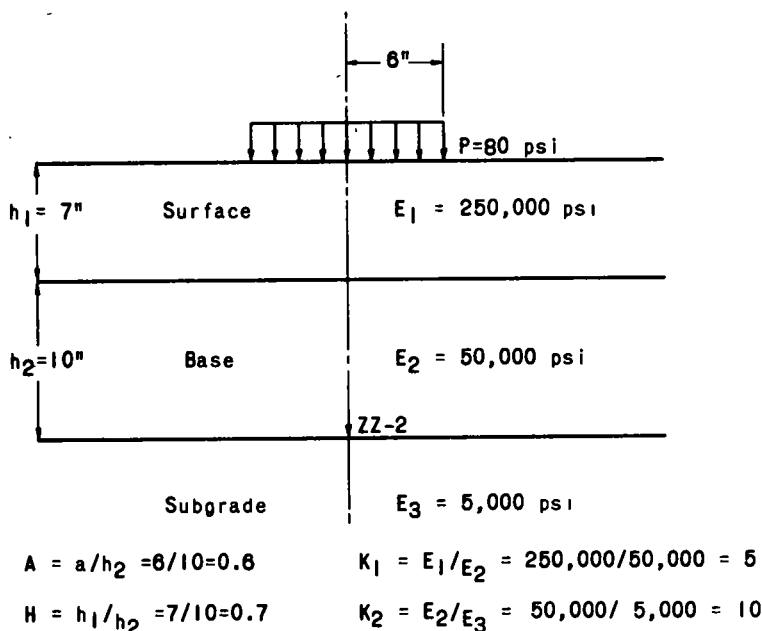 6"
P=80 psi
h1= 7" Surface E1 = 250,000 psi
h2=10" Base E2 = 50,000 psi
ZZ-2
Subgrade E3 = 5,000 psi
A = a/h2 =6/10=0.6 K1 = E1/E2 = 250,000/50,000 = 5
H = h1/h2 =7/10=0.7 K2 = E2/E3 = 50,000/ 5,000 = 10